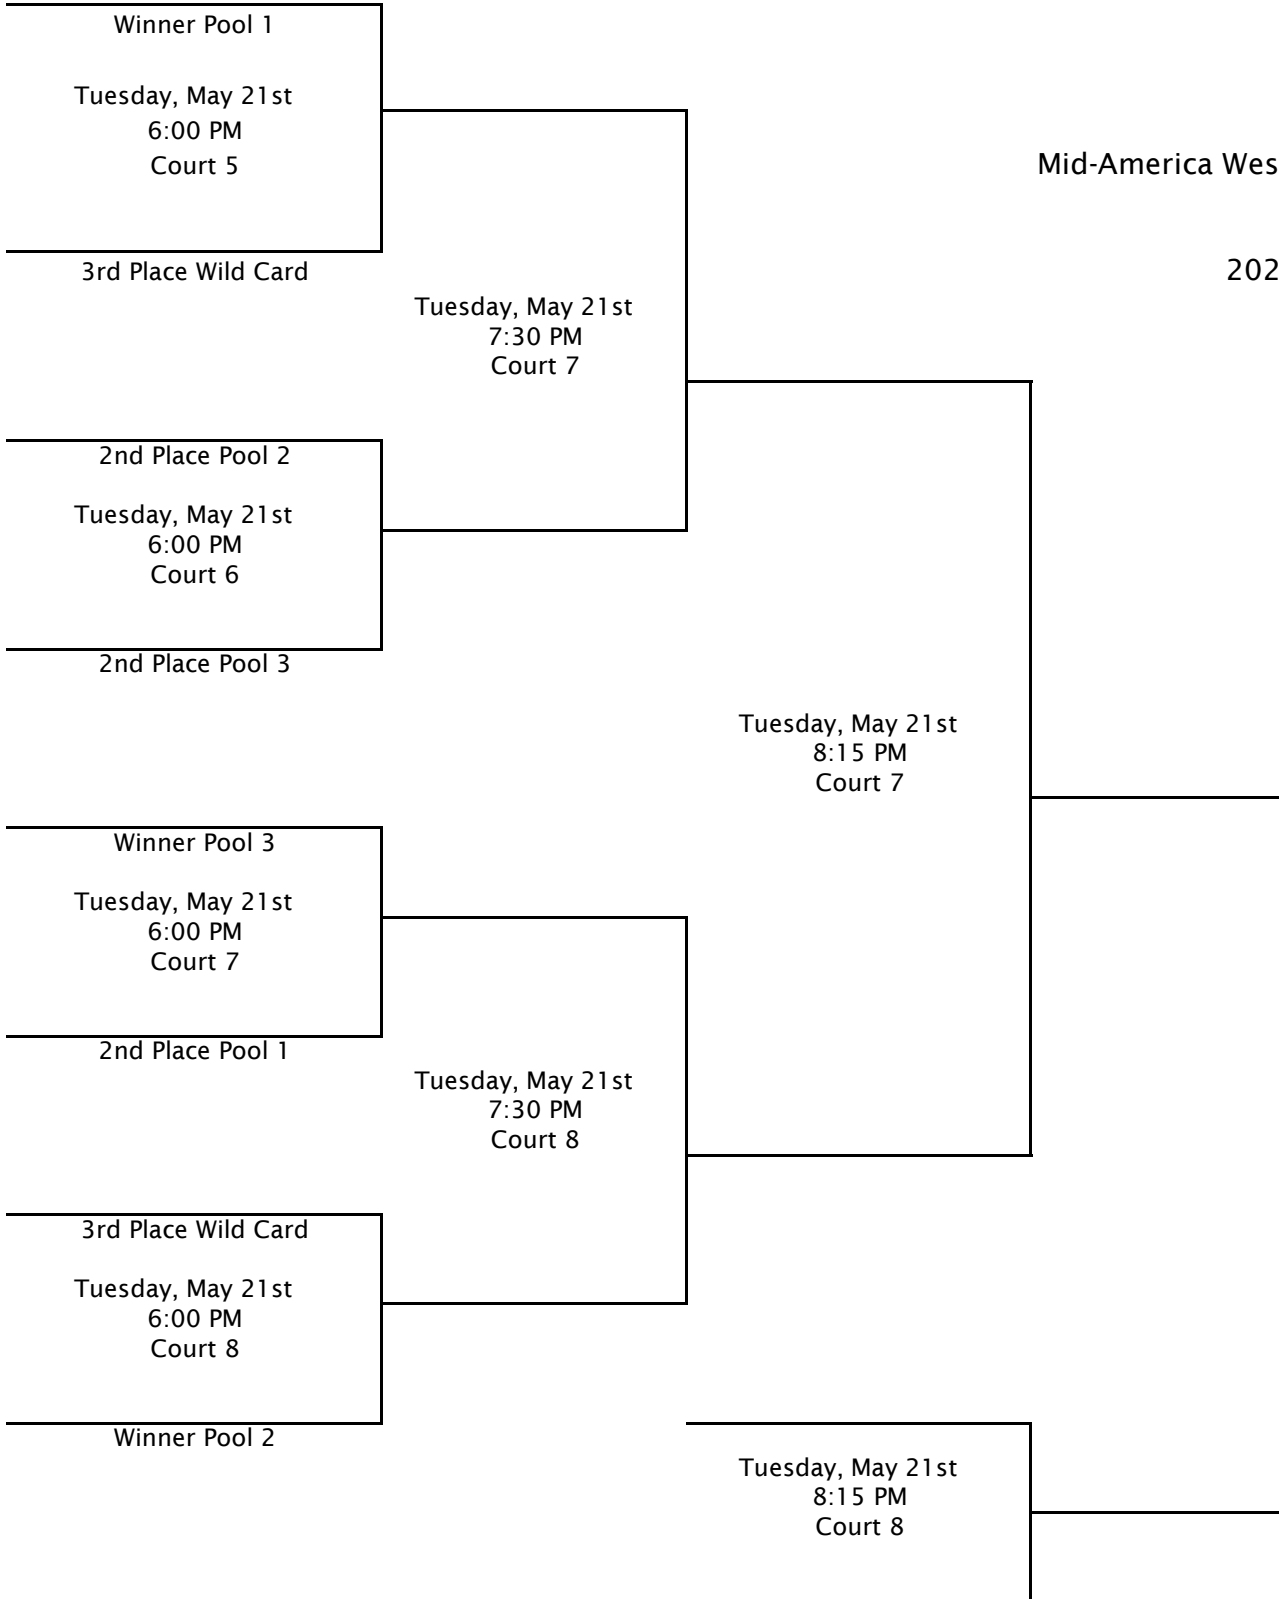 Winner Pool 1
Tuesday, May 21st
6:00 PM
Court 5
Mid-America Wes
3rd Place Wild Card
202
Tuesday, May 21st
7:30 PM
Court 7
2nd Place Pool 2
Tuesday, May 21st
6:00 PM
Court 6
2nd Place Pool 3
Tuesday, May 21st
8:15 PM
Court 7
Winner Pool 3
Tuesday, May 21st
6:00 PM
Court 7
2nd Place Pool 1
Tuesday, May 21st
7:30 PM
Court 8
3rd Place Wild Card
Tuesday, May 21st
6:00 PM
Court 8
Winner Pool 2
Tuesday, May 21st
8:15 PM
Court 8